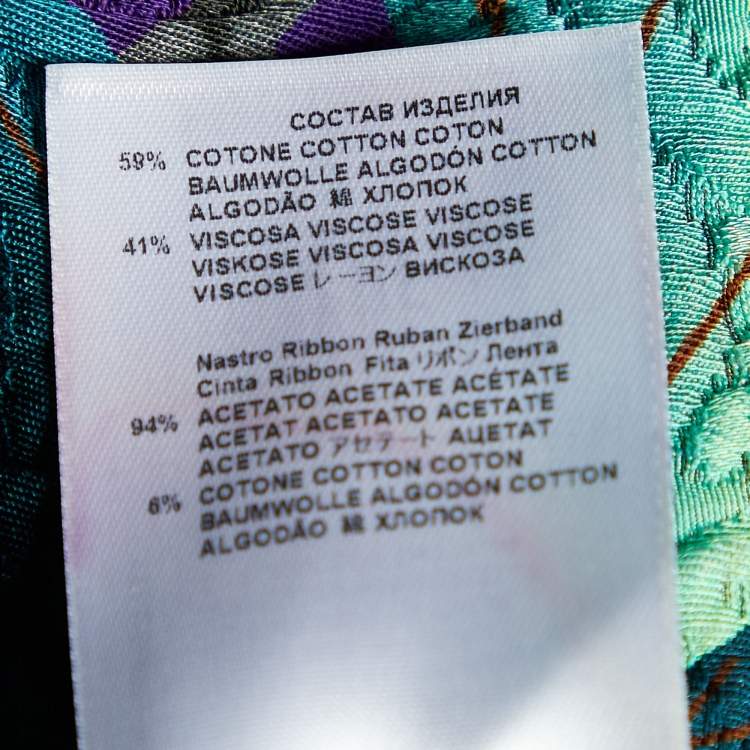 СОСТАВ ИЗДЕЛИЯ
59% COTONE COTTON COTON
BAUMWOLLE ALGODÓN COTTON
ALGODÃO 綿 ХЛОПОК
41% VISCOSA VISCOSE VISCOSE
VISKOSE VISCOSA VISCOSE
VISCOSE レーヨン ВИСКОЗА
Nastro Ribbon Ruban Zierband
Cinta Ribbon Fita リボン Лента
94% ACETATO ACETATE ACÉTATE
ACETAT ACETATO ACETATE
ACETATO アセテート АЦЕТАТ
6% COTONE COTTON COTON
BAUMWOLLE ALGODÓN COTTON
ALGODÃO 綿 ХЛОПОК